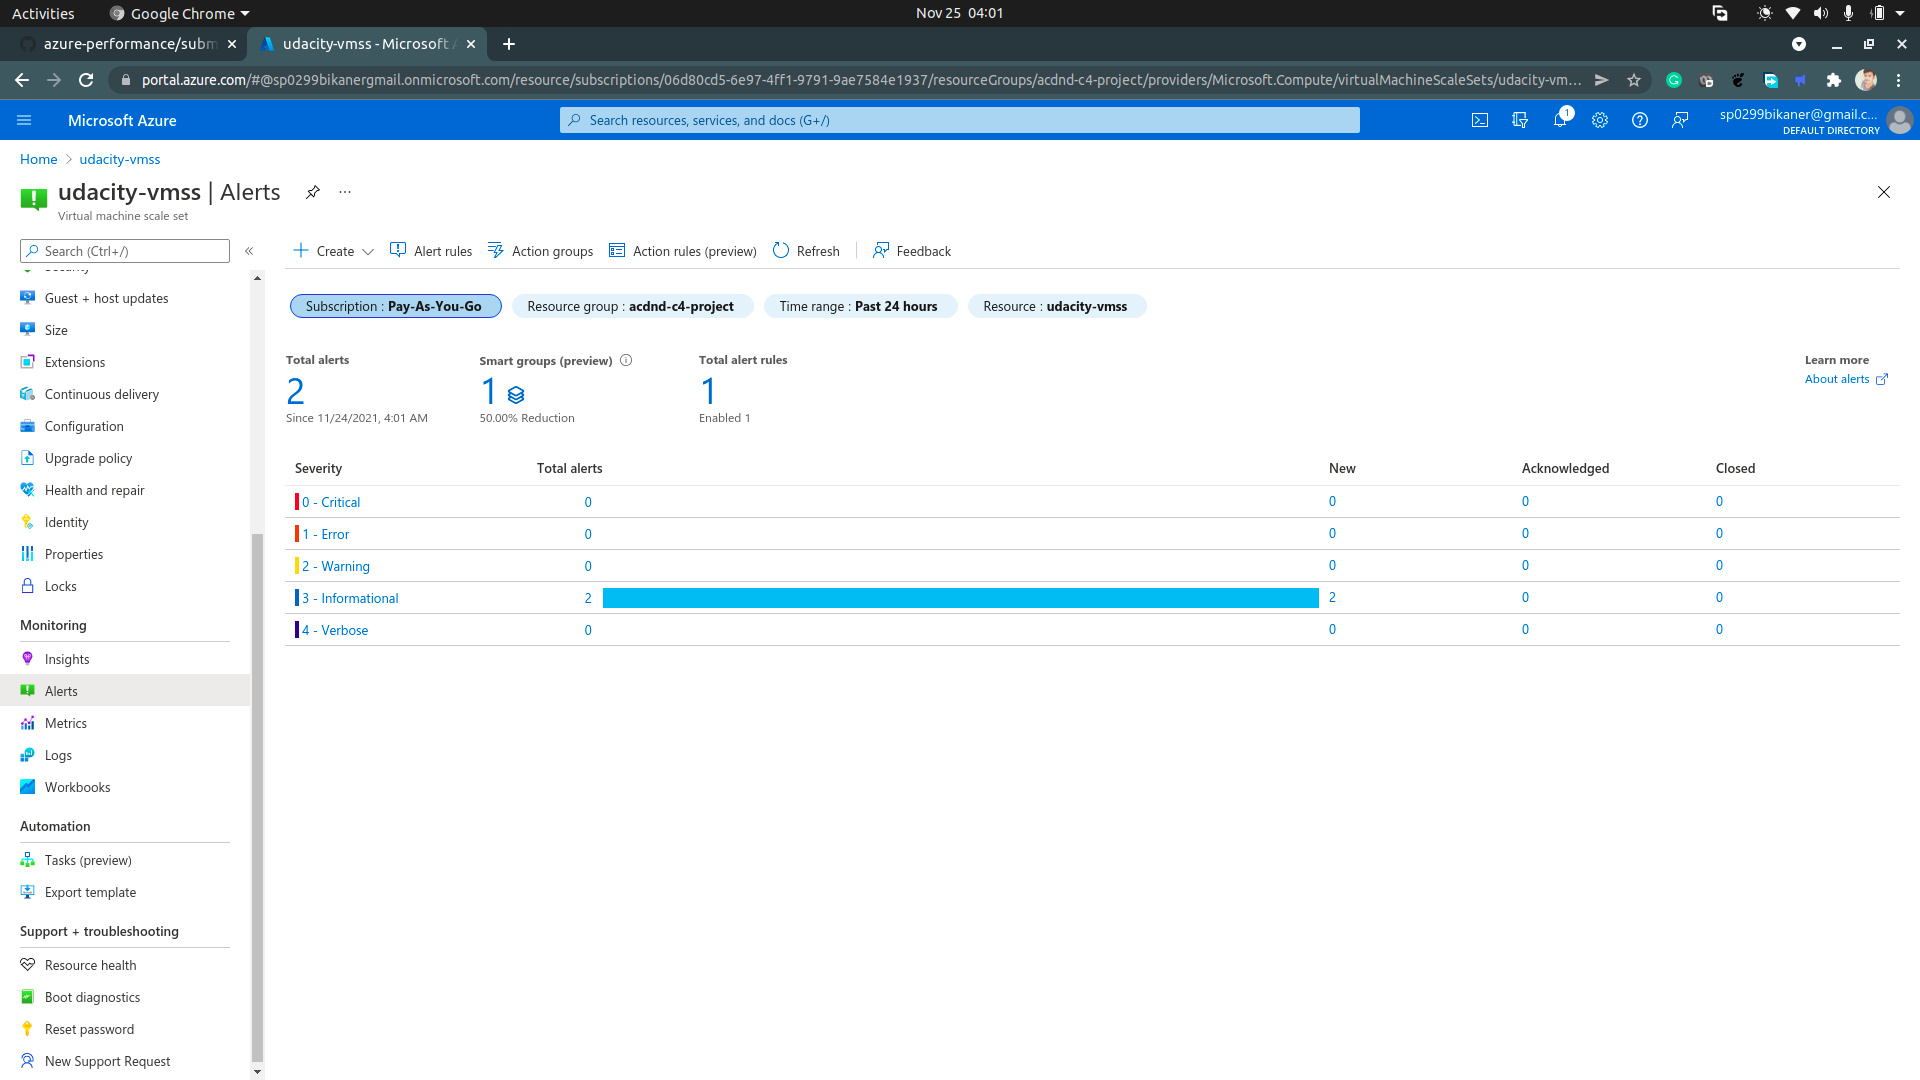 Activities
Google Chrome
Nov 25 04:01
azure-performance/subm
udacity-vmss - Microsoft A
portal.azure.com/#@sp0299bikanergmail.onmicrosoft.com/resource/subscriptions/06d80cd5-6e97-4ff1-9791-9ae7584e1937/resourceGroups/acdnd-c4-project/providers/Microsoft.Compute/virtualMachineScaleSets/udacity-vm...
Microsoft Azure
Search resources, services, and docs (G+/)
1
sp0299bikaner@gmail.c...
DEFAULT DIRECTORY
Home
udacity-vmss
udacity-vmss | Alerts
...
Virtual machine scale set
Search (Ctrl+/)
«
Security
Guest + host updates
Size
Extensions
Continuous delivery
Configuration
Upgrade policy
Health and repair
Identity
Properties
Locks
Monitoring
Insights
Alerts
Metrics
Logs
Workbooks
Automation
Tasks (preview)
Export template
Support + troubleshooting
Resource health
Boot diagnostics
Reset password
New Support Request
Create
Alert rules
Action groups
Action rules (preview)
Refresh
Feedback
Subscription : Pay-As-You-Go
Resource group : acdnd-c4-project
Time range : Past 24 hours
Resource : udacity-vmss
Total alerts
2
Since 11/24/2021, 4:01 AM
Smart groups (preview)
1
50.00% Reduction
Total alert rules
1
Enabled 1
Learn more
About alerts
Severity Total alerts New Acknowledged Closed
0 - Critical 0 0 0 0
1 - Error 0 0 0 0
2 - Warning 0 0 0 0
3 - Informational 2 2 0 0
4 - Verbose 0 0 0 0